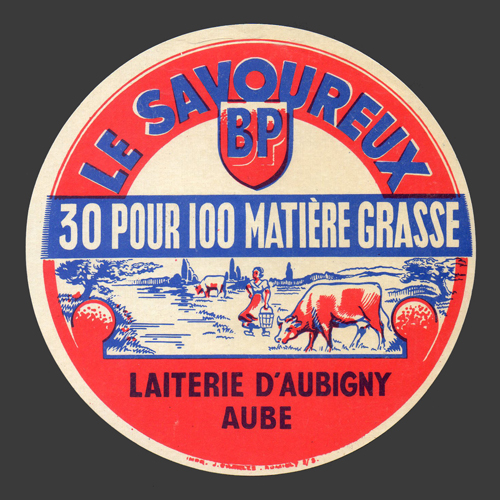 LE SAVOUREUX
BP
30 POUR 100 MATIÈRE GRASSE
LAITERIE D'AUBIGNY
AUBE